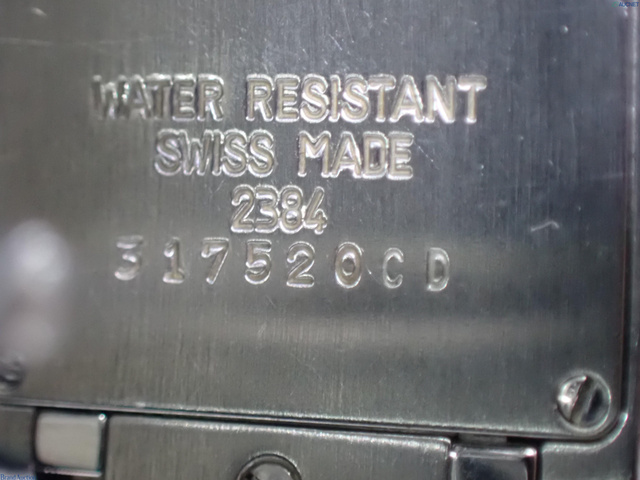 WATER RESISTANT
SWISS MADE
2384
317520CD